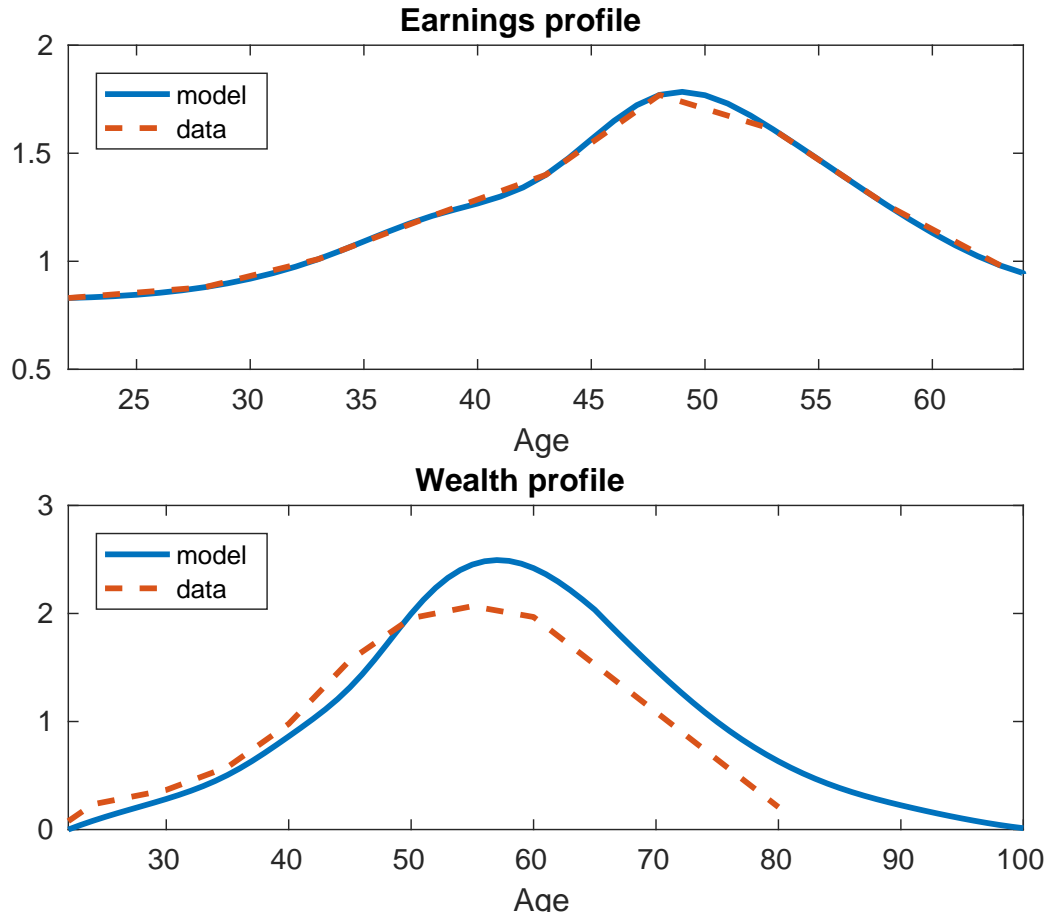 Earnings profile
2
1.5
1
0.5
model
data
25 30 35 40 45 50 55 60
Age
Wealth profile
3
2
1
0
model
data
30 40 50 60 70 80 90 100
Age